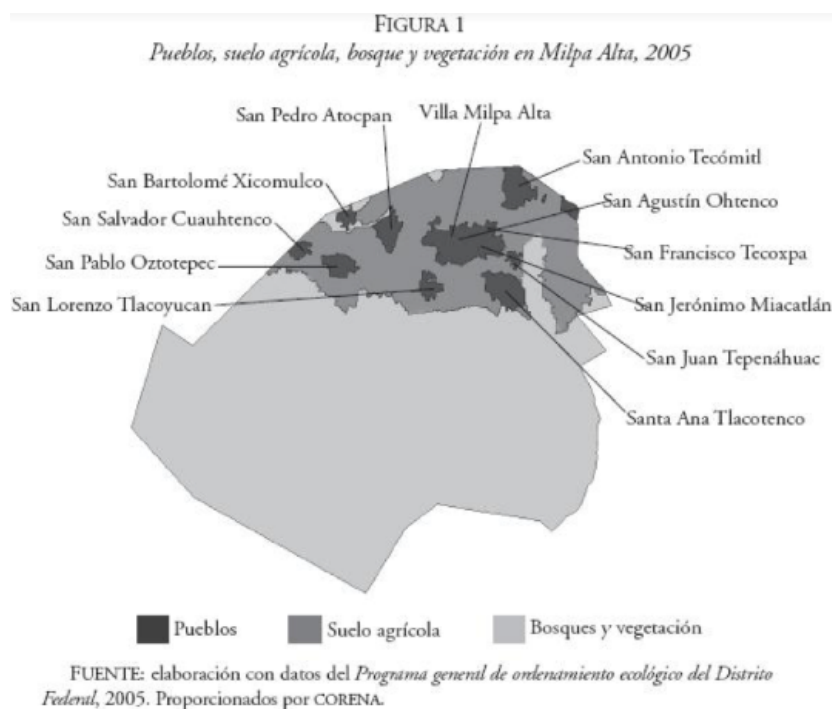 FIGURA 1
Pueblos, suelo agrícola, bosque y vegetación en Milpa Alta, 2005
San Pedro Atocpan
Villa Milpa Alta
San Antonio Tecómitl
San Bartolomé Xicomulco
San Agustín Ohtenco
San Salvador Cuauhtenco
San Francisco Tecoxpa
San Pablo Oztotepec
San Lorenzo Tlacoyucan
San Jerónimo Miacatlán
San Juan Tepenáhuac
Santa Ana Tlacotenco
Pueblos
Suelo agrícola
Bosques y vegetación
FUENTE: elaboración con datos del Programa general de ordenamiento ecológico del Distrito
Federal, 2005. Proporcionados por CORENA.